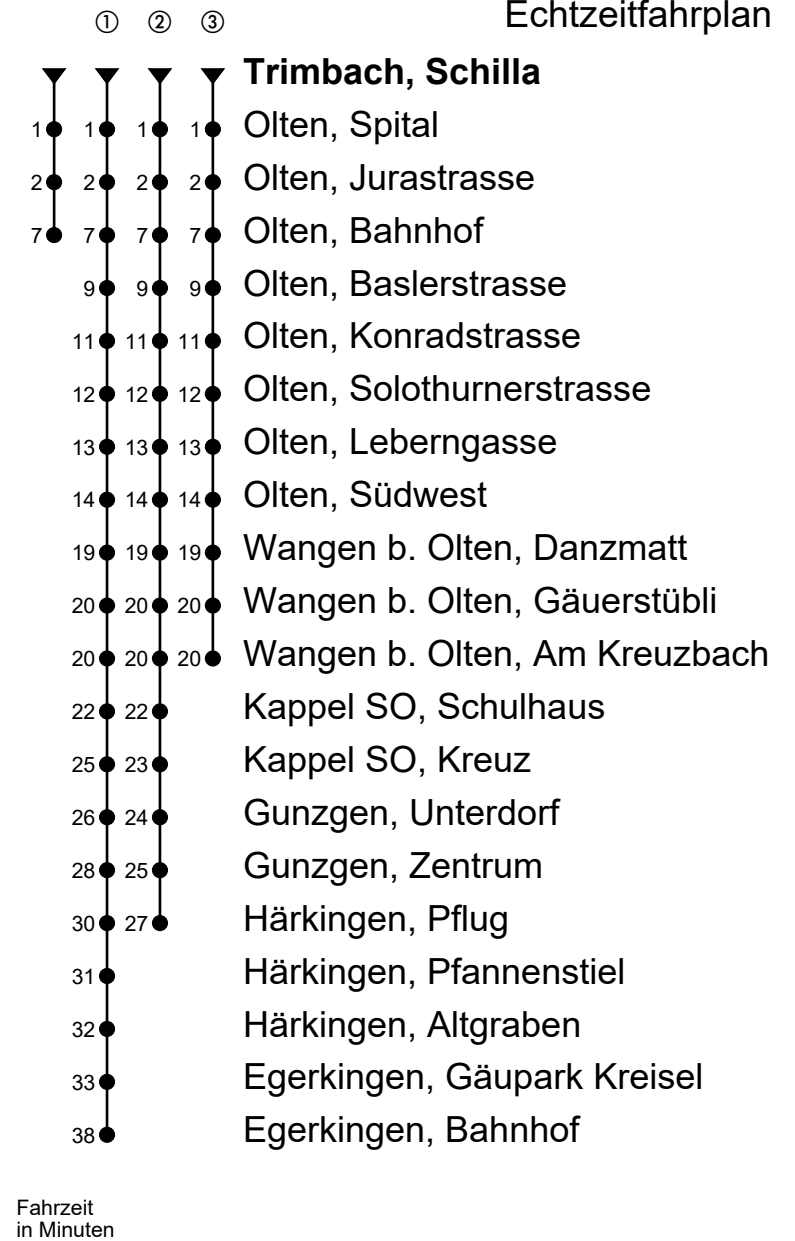 Echtzeitfahrplan
① ② ③
Trimbach, Schilla
1 1 1 1 Olten, Spital
2 2 2 2 Olten, Jurastrasse
7 7 7 7 Olten, Bahnhof
9 9 9 Olten, Baslerstrasse
11 11 11 Olten, Konradstrasse
12 12 12 Olten, Solothurnerstrasse
13 13 13 Olten, Leberngasse
14 14 14 Olten, Südwest
19 19 19 Wangen b. Olten, Danzmatt
20 20 20 Wangen b. Olten, Gäuerstübli
20 20 20 Wangen b. Olten, Am Kreuzbach
22 22 Kappel SO, Schulhaus
25 23 Kappel SO, Kreuz
26 24 Gunzgen, Unterdorf
28 25 Gunzgen, Zentrum
30 27 Härkingen, Pflug
31 Härkingen, Pfannenstiel
32 Härkingen, Altgraben
33 Egerkingen, Gäupark Kreisel
38 Egerkingen, Bahnhof
Fahrzeit
in Minuten